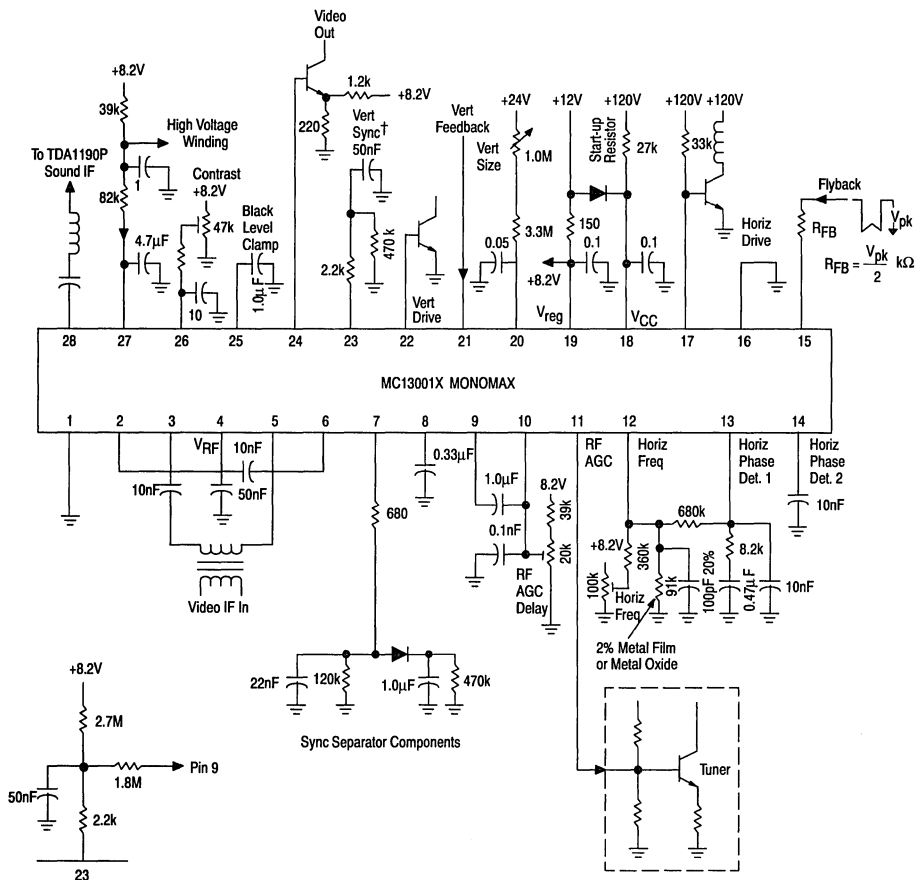 Video
Out
+8.2V
39k
High Voltage
Winding
1
82k
To TDA1190P
Sound IF
4.7μF
Contrast
+8.2V
47k
10
Black
Level
Clamp
1.0μF
1.2k
+8.2V
220
Vert
Sync†
50nF
470 k
2.2k
Vert
Drive
Vert
Feedback
+24V
Vert
Size
1.0M
3.3M
0.05
+12V
+120V
Start-up
Resistor
27k
150
0.1
0.1
+8.2V
Vreg
VCC
+120V
+120V
33k
Horiz
Drive
Flyback
Vpk
RFB
RFB = Vpk/2 kΩ
28 27 26 25 24 23 22 21 20 19 18 17 16 15
MC13001X MONOMAX
1 2 3 4 5 6 7 8 9 10 11 12 13 14
VRF
10nF
10nF
50nF
Video IF In
680
0.33μF
1.0μF
0.1nF
8.2V
39k
20k
RF
AGC
Delay
RF
AGC
Horiz
Freq
Horiz
Phase
Det. 1
Horiz
Phase
Det. 2
10nF
680k
+8.2V
360k
100k
Horiz
Freq
91k
100pF 20%
8.2k
0.47μF
10nF
2% Metal Film
or Metal Oxide
22nF
120k
1.0μF
470k
Sync Separator Components
Tuner
+8.2V
2.7M
1.8M
Pin 9
50nF
2.2k
23